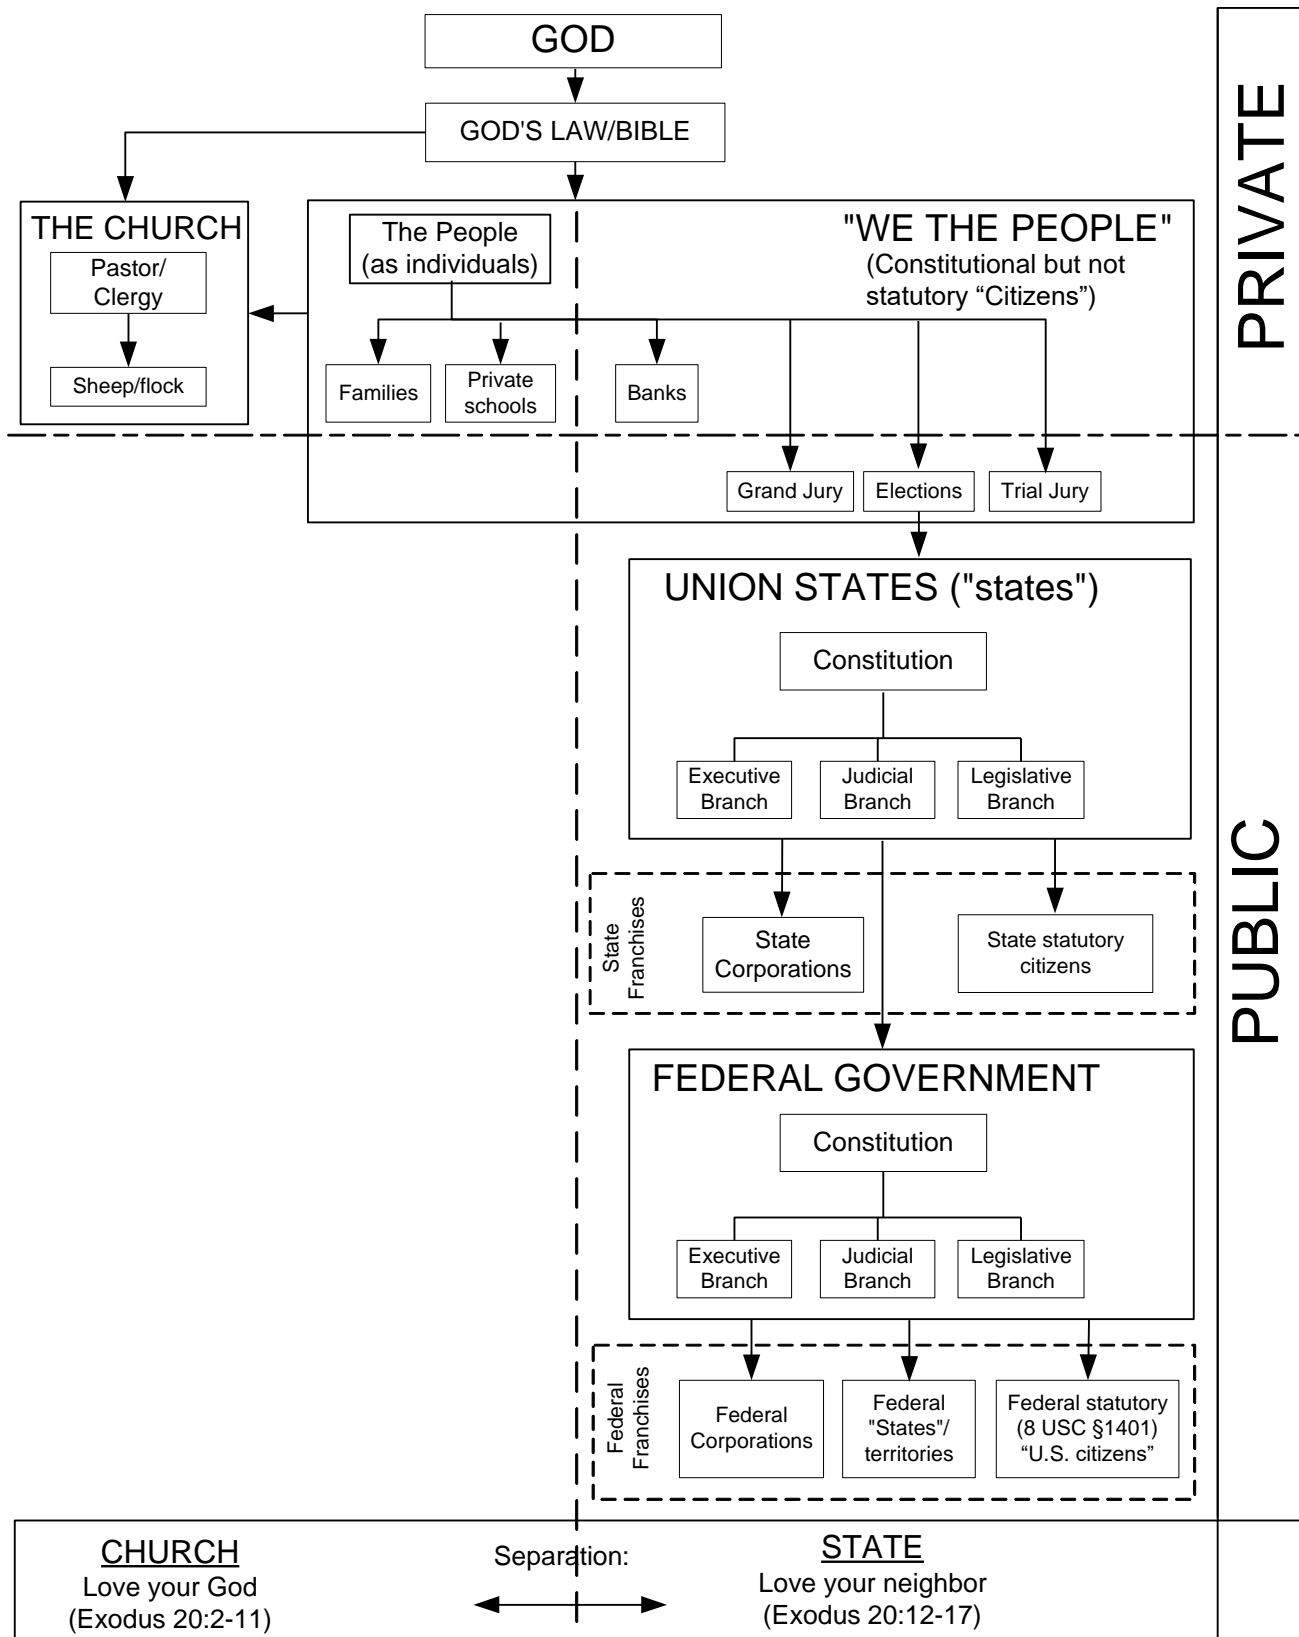 GOD
GOD'S LAW/BIBLE
PRIVATE
THE CHURCH
Pastor/
Clergy
Sheep/flock
The People
(as individuals)
"WE THE PEOPLE"
(Constitutional but not
statutory “Citizens”)
Families
Private
schools
Banks
Grand Jury
Elections
Trial Jury
PUBLIC
UNION STATES ("states")
Constitution
Executive
Branch
Judicial
Branch
Legislative
Branch
State
Franchises
State
Corporations
State statutory
citizens
FEDERAL GOVERNMENT
Constitution
Executive
Branch
Judicial
Branch
Legislative
Branch
Federal
Franchises
Federal
Corporations
Federal
"States"/
territories
Federal statutory
(8 USC §1401)
“U.S. citizens”
CHURCH
Love your God
(Exodus 20:2-11)
Separation:
STATE
Love your neighbor
(Exodus 20:12-17)